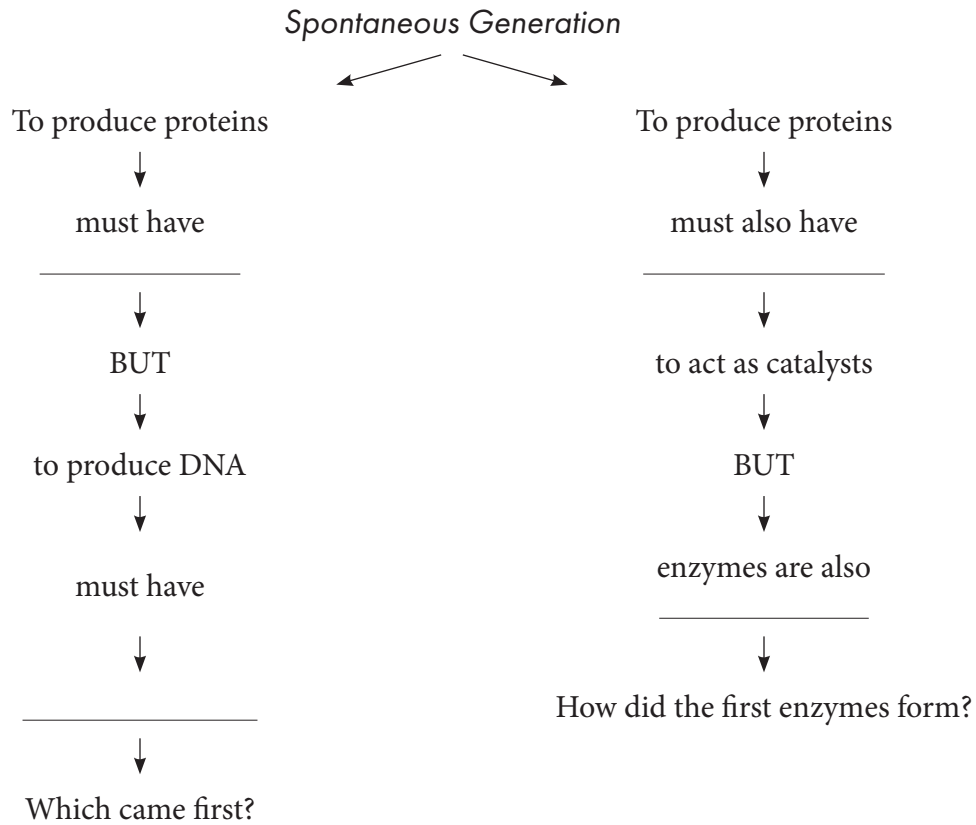 Spontaneous Generation
To produce proteins
must have
BUT
to produce DNA
must have
Which came first?
To produce proteins
must also have
to act as catalysts
BUT
enzymes are also
How did the first enzymes form?